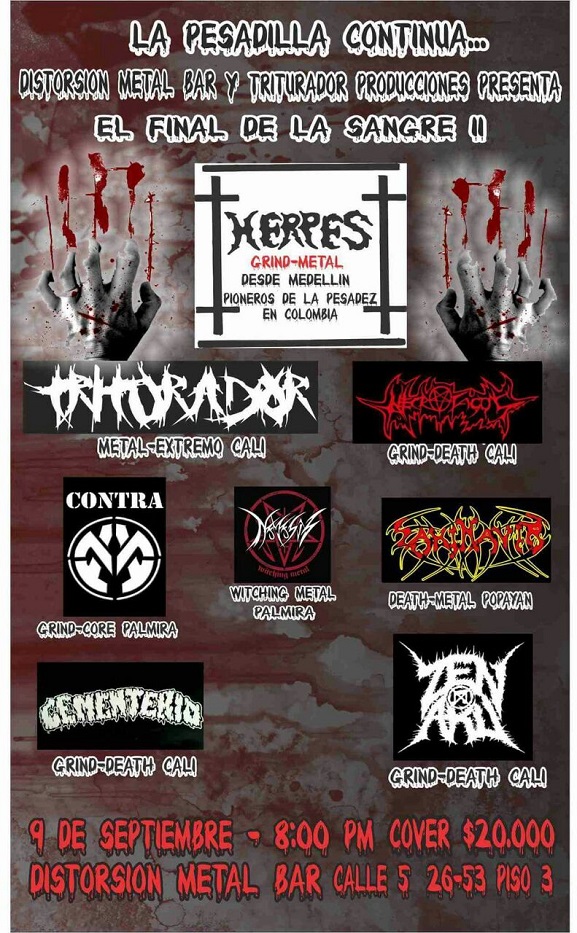 LA PESADILLA CONTINUA...
DISTORSION METAL BAR Y TRITURADOR PRODUCCIONES PRESENTA
EL FINAL DE LA SANGRE II
HERPES
GRIND-METAL
DESDE MEDELLIN
PIONEROS DE LA PESADEZ
EN COLOMBIA
TRITURADOR
METAL-EXTREMO CALI
GRIND-DEATH CALI
CONTRA
GRIND-CORE PALMIRA
NEMESIS
witching metal
WITCHING METAL
PALMIRA
DEATH-METAL POPAYAN
CEMENTERIO
GRIND-DEATH CALI
ZEN
ARU
GRIND-DEATH CALI
9 DE SEPTIEMBRE - 8:00 PM COVER $20.000
DISTORSION METAL BAR CALLE 5 26-53 PISO 3